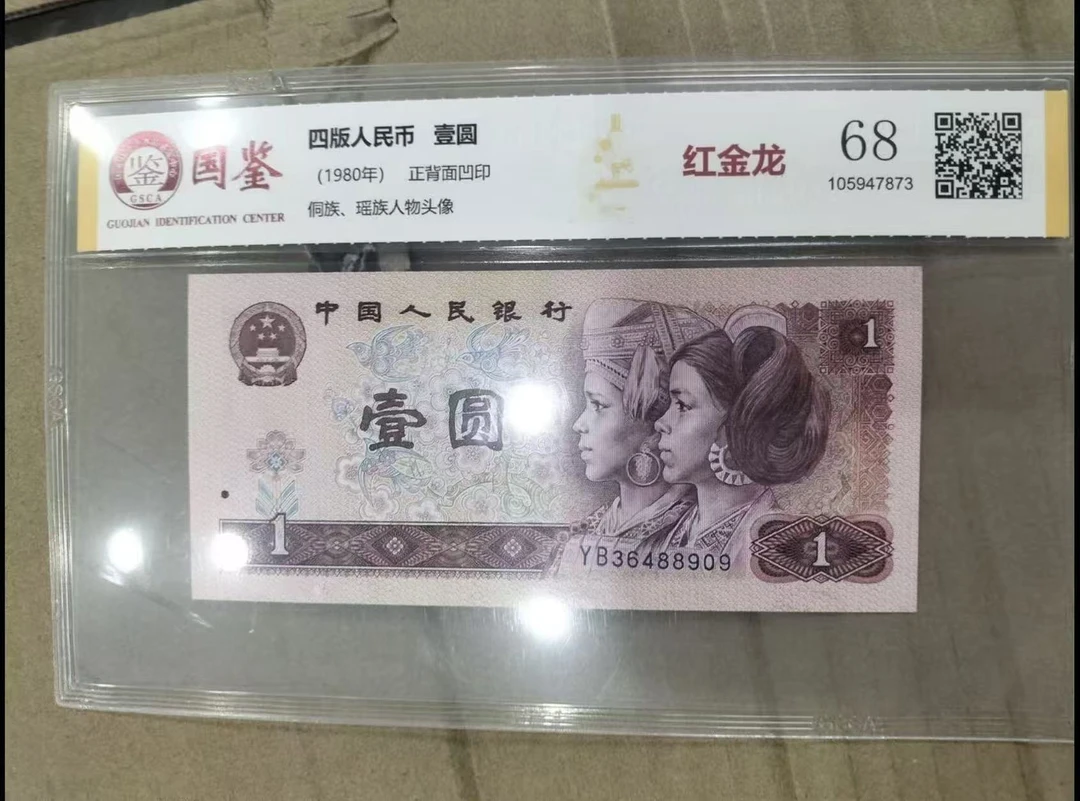 鉴
GSCA
国鉴
GUOJIAN IDENTIFICATION CENTER
四版人民币 壹圆
(1980年) 正背面凹印
侗族、瑶族人物头像
红金龙
68
105947873
中国人民银行
1
壹圆
1
YB36488909
1